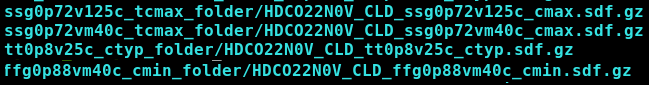 ssg0p72v125c_tcmax_folder/HDCO22N0V_CLD_ssg0p72v125c_cmax.sdf.gz
ssg0p72vm40c_tcmax_folder/HDCO22N0V_CLD_ssg0p72vm40c_cmax.sdf.gz
tt0p8v25c_ctyp_folder/HDCO22N0V_CLD_tt0p8v25c_ctyp.sdf.gz
ffg0p88vm40c_cmin_folder/HDCO22N0V_CLD_ffg0p88vm40c_cmin.sdf.gz